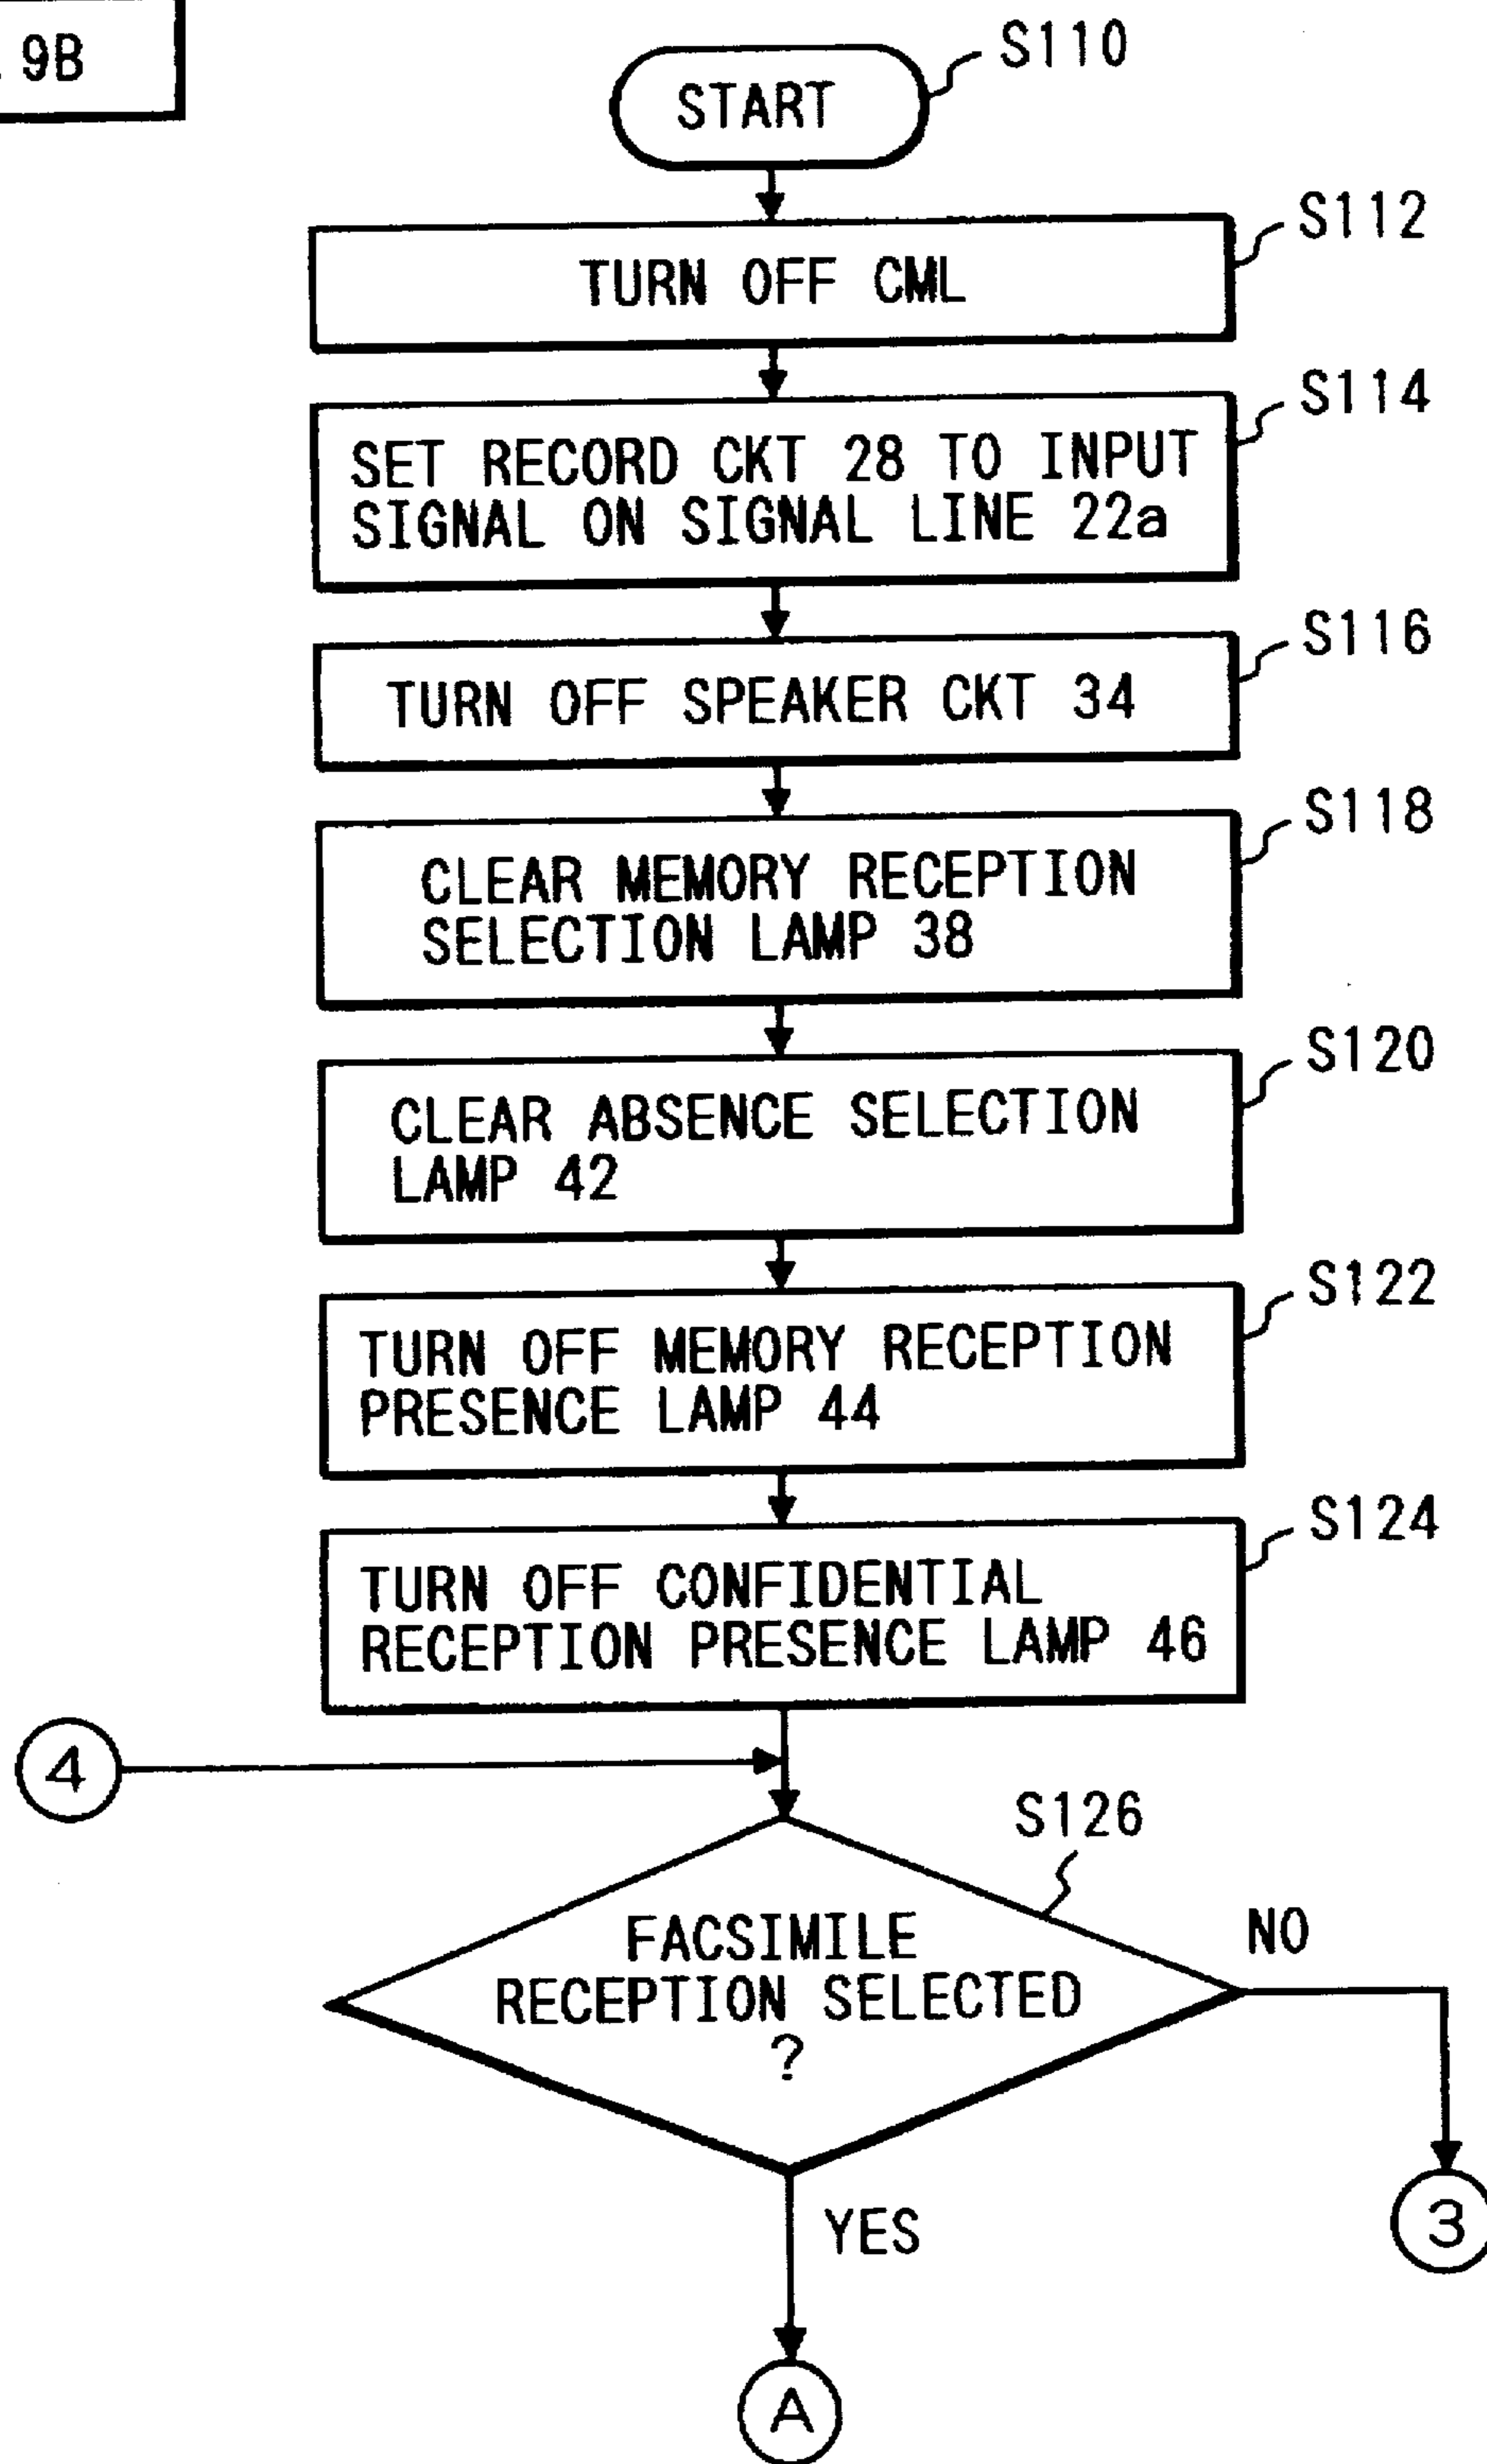 . 9B
START
S110
TURN OFF CML
S112
SET RECORD CKT 28 TO INPUT
SIGNAL ON SIGNAL LINE 22a
S114
TURN OFF SPEAKER CKT 34
S116
CLEAR MEMORY RECEPTION
SELECTION LAMP 38
S118
CLEAR ABSENCE SELECTION
LAMP 42
S120
TURN OFF MEMORY RECEPTION
PRESENCE LAMP 44
S122
TURN OFF CONFIDENTIAL
RECEPTION PRESENCE LAMP 46
S124
4
S126
FACSIMILE
RECEPTION SELECTED
?
NO
3
YES
A